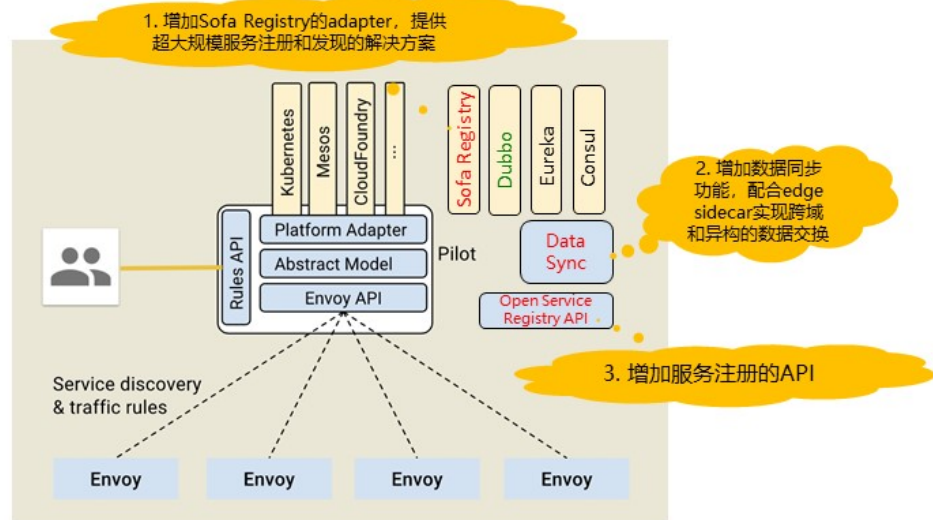 1. 增加Sofa Registry的adapter，提供
超大规模服务注册和发现的解决方案
Kubernetes
Mesos
CloudFoundry
...
Sofa Registry
Dubbo
Eureka
Consul
2. 增加数据同步
功能，配合edge
sidecar实现跨域
和异构的数据交换
Rules API
Platform Adapter
Abstract Model
Envoy API
Pilot
Data
Sync
Open Service
Registry API
3. 增加服务注册的API
Service discovery
& traffic rules
Envoy
Envoy
Envoy
Envoy